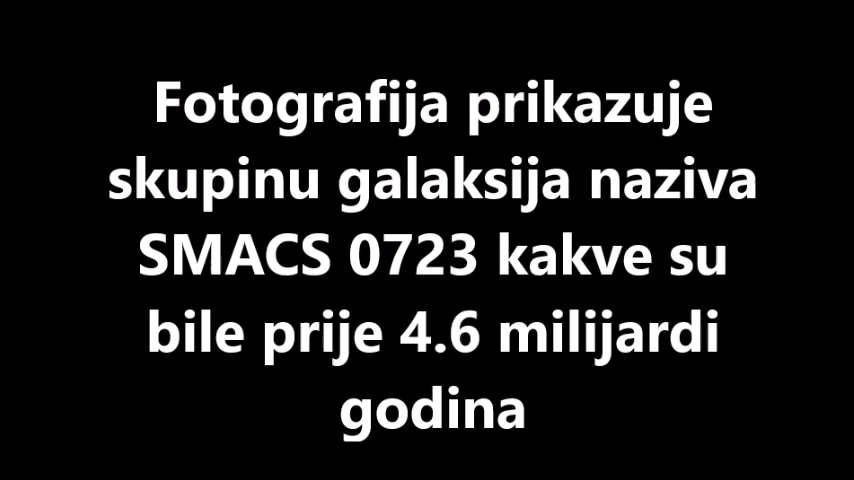 Fotografija prikazuje
skupinu galaksija naziva
SMACS 0723 kakve su
bile prije 4.6 milijardi
godina